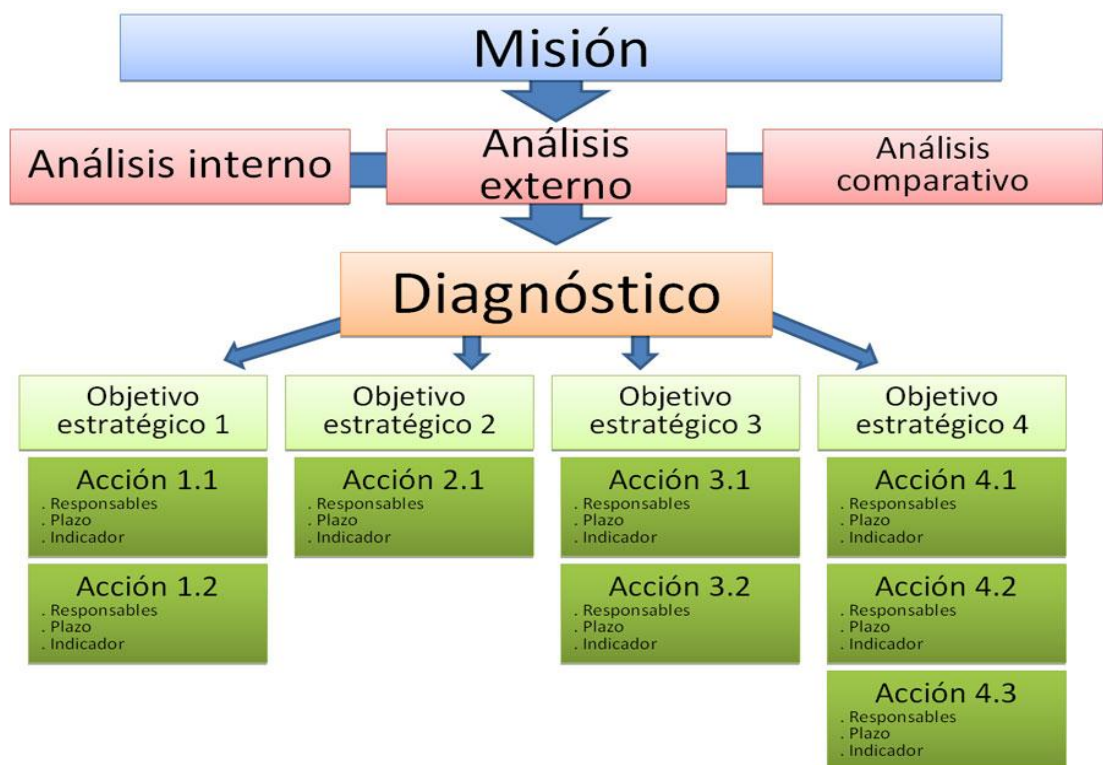 Misión
Análisis interno
Análisis
externo
Análisis
comparativo
Diagnóstico
Objetivo
estratégico 1
Objetivo
estratégico 2
Objetivo
estratégico 3
Objetivo
estratégico 4
Acción 1.1
. Responsables
. Plazo
. Indicador
Acción 2.1
. Responsables
. Plazo
. Indicador
Acción 3.1
. Responsables
. Plazo
. Indicador
Acción 4.1
. Responsables
. Plazo
. Indicador
Acción 1.2
. Responsables
. Plazo
. Indicador
Acción 3.2
. Responsables
. Plazo
. Indicador
Acción 4.2
. Responsables
. Plazo
. Indicador
Acción 4.3
. Responsables
. Plazo
. Indicador